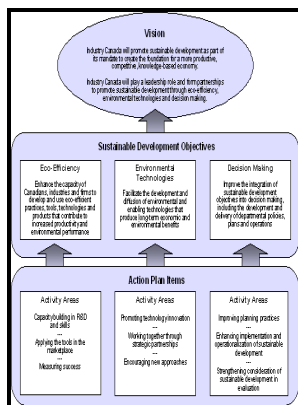 Vision
Industry Canada will promote sustainable development as part of
its mandate to create the foundation for a more productive,
competitive, knowledge-based economy.
Industry Canada will play a leadership role and form partnerships
to promote sustainable development through eco-efficiency,
environmental technologies and decision making.
Sustainable Development Objectives
Eco-Efficiency
Enhance the capacity of
Canadians, industries and firms to
develop and use eco-efficient
practices, tools, technologies and
products that contribute to
increased productivity and
environmental performance
Environmental
Technologies
Facilitate the development and
diffusion of environmental and
enabling technologies that
produce long-term economic and
environmental benefits
Decision Making
Improve the integration of
sustainable development
objectives into decision making,
including the development and
delivery of departmental policies,
plans and operations
Action Plan Items
Activity Areas
Capacity building in R&D
and skills
---
Applying the tools in the
marketplace
---
Measuring success
Activity Areas
Promoting technology innovation
---
Working together through
strategic partnerships
---
Encouraging new approaches
Activity Areas
Improving planning practices
---
Enhancing implementation and
operationalization of sustainable
development
---
Strengthening consideration of
sustainable development in
evaluation